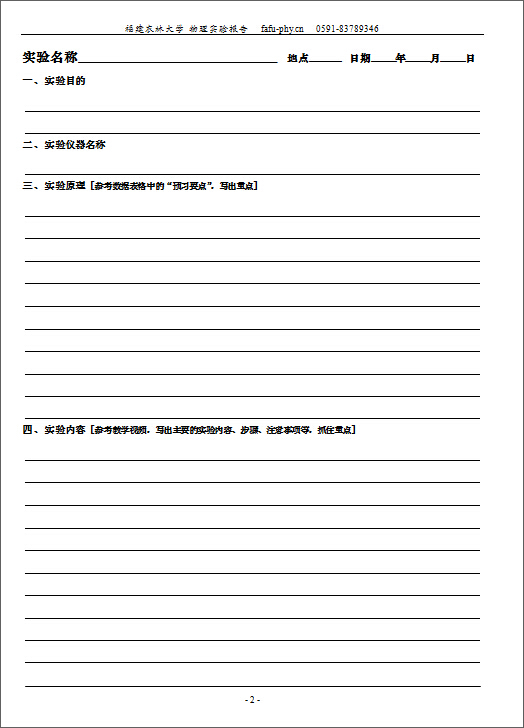 福建农林大学 物理实验报告 fafu-phy.cn 0591-83789346
实验名称 地点 日期 年 月 日
一、实验目的
二、实验仪器名称
三、实验原理［参考数据表格中的“预习要点”，写出重点］
四、实验内容［参考教学视频，写出主要的实验内容、步骤、注意事项等，抓住重点］
- 2 -